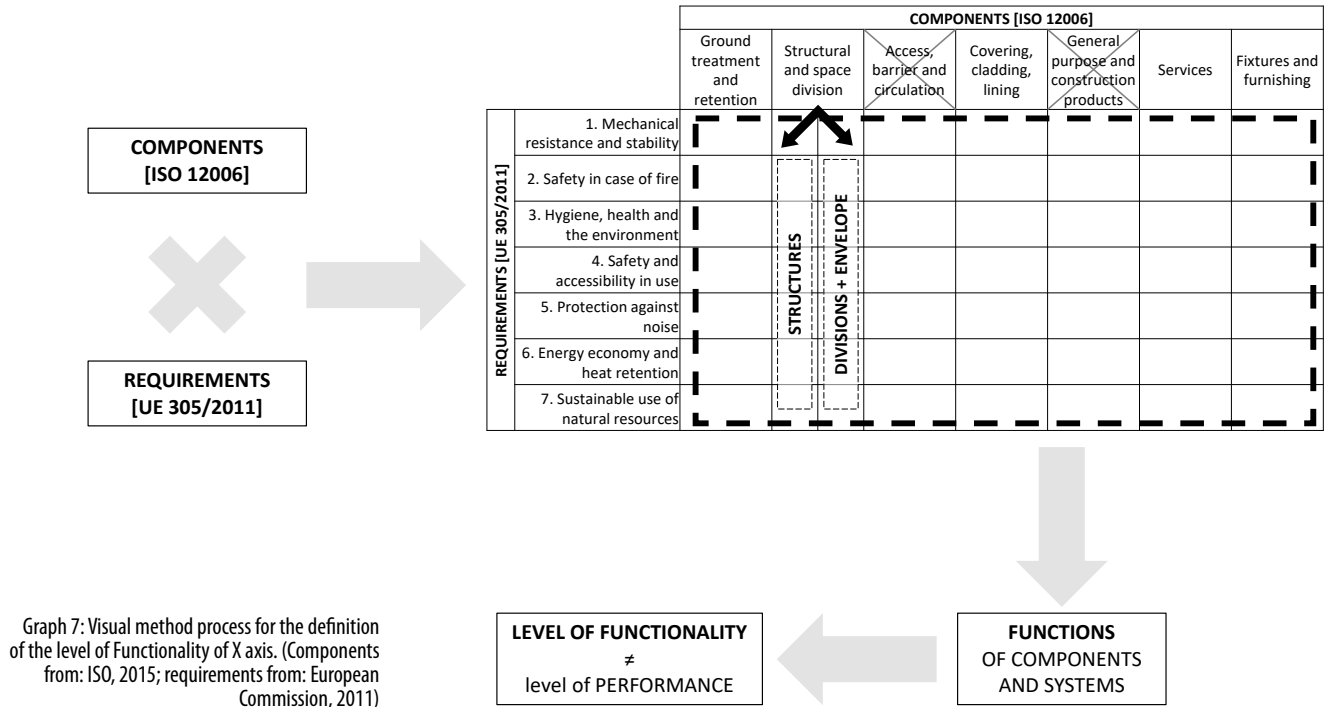 COMPONENTS [ISO 12006]
Ground
treatment
and
retention
Structural
and space
division
Access,
barrier and
circulation
Covering,
cladding,
lining
General
purpose and
construction
products
Services
Fixtures and
furnishing
REQUIREMENTS [UE 305/2011]
1. Mechanical
resistance and stability
2. Safety in case of fire
3. Hygiene, health and
the environment
4. Safety and
accessibility in use
5. Protection against
noise
6. Energy economy and
heat retention
7. Sustainable use of
natural resources
STRUCTURES
DIVISIONS + ENVELOPE
COMPONENTS
[ISO 12006]
REQUIREMENTS
[UE 305/2011]
FUNCTIONS
OF COMPONENTS
AND SYSTEMS
LEVEL OF FUNCTIONALITY
≠
level of PERFORMANCE
Graph 7: Visual method process for the definition
of the level of Functionality of X axis. (Components
from: ISO, 2015; requirements from: European
Commission, 2011)